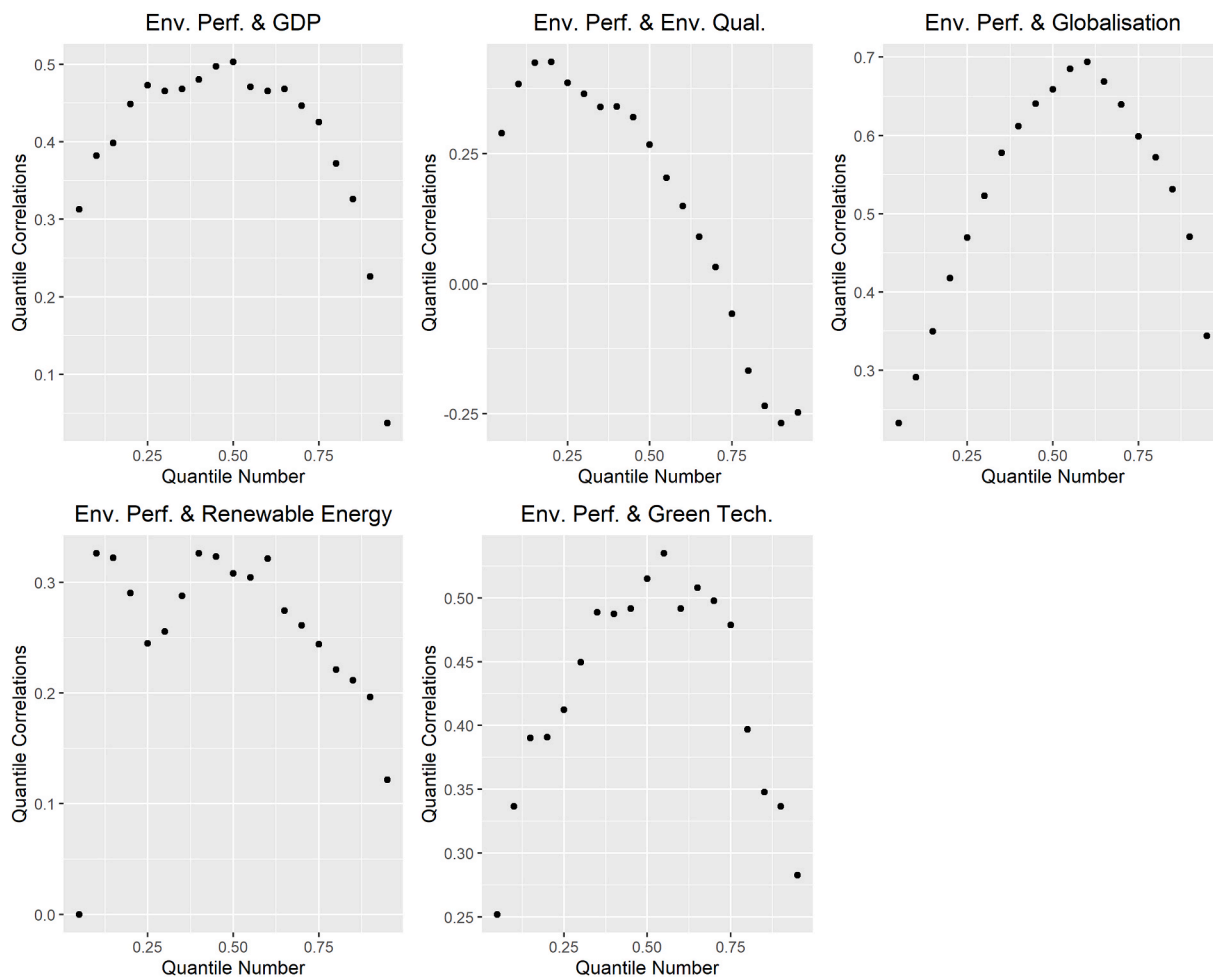 Env. Perf. & GDP
Quantile Correlations
0.5
0.4
0.3
0.2
0.1
0.25 0.50 0.75
Quantile Number
Env. Perf. & Env. Qual.
Quantile Correlations
0.25
0.00
-0.25
0.25 0.50 0.75
Quantile Number
Env. Perf. & Globalisation
Quantile Correlations
0.7
0.6
0.5
0.4
0.3
0.25 0.50 0.75
Quantile Number
Env. Perf. & Renewable Energy
Quantile Correlations
0.3
0.2
0.1
0.0
0.25 0.50 0.75
Quantile Number
Env. Perf. & Green Tech.
Quantile Correlations
0.50
0.45
0.40
0.35
0.30
0.25
0.25 0.50 0.75
Quantile Number